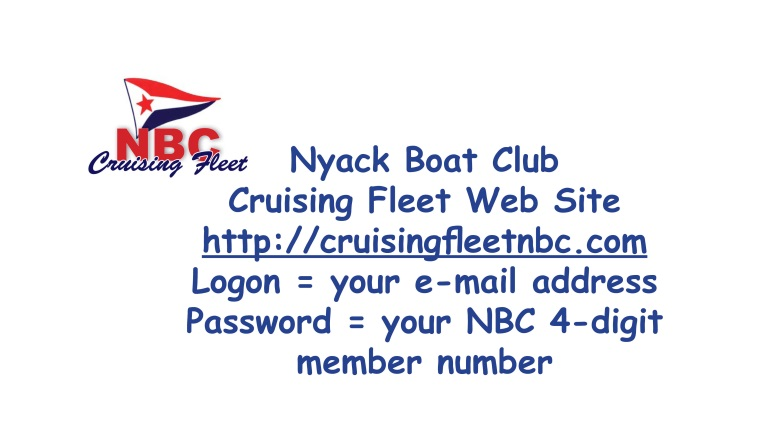 NBC
Cruising Fleet
Nyack Boat Club
Cruising Fleet Web Site
http://cruisingfleetnbc.com
Logon = your e-mail address
Password = your NBC 4-digit
member number